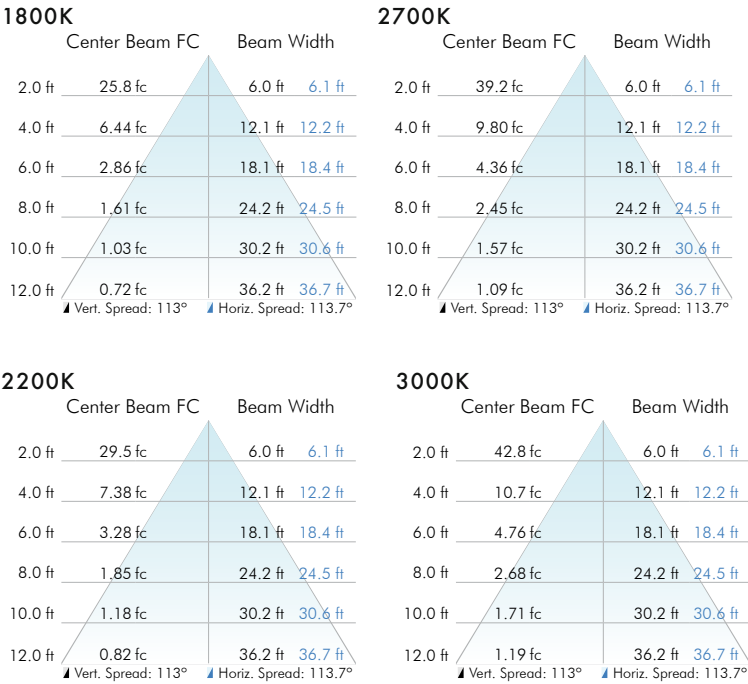 1800K
Center Beam FC Beam Width
2.0 ft 25.8 fc 6.0 ft 6.1 ft
4.0 ft 6.44 fc 12.1 ft 12.2 ft
6.0 ft 2.86 fc 18.1 ft 18.4 ft
8.0 ft 1.61 fc 24.2 ft 24.5 ft
10.0 ft 1.03 fc 30.2 ft 30.6 ft
12.0 ft 0.72 fc 36.2 ft 36.7 ft
Vert. Spread: 113º Horiz. Spread: 113.7º
2700K
Center Beam FC Beam Width
2.0 ft 39.2 fc 6.0 ft 6.1 ft
4.0 ft 9.80 fc 12.1 ft 12.2 ft
6.0 ft 4.36 fc 18.1 ft 18.4 ft
8.0 ft 2.45 fc 24.2 ft 24.5 ft
10.0 ft 1.57 fc 30.2 ft 30.6 ft
12.0 ft 1.09 fc 36.2 ft 36.7 ft
Vert. Spread: 113º Horiz. Spread: 113.7º
2200K
Center Beam FC Beam Width
2.0 ft 29.5 fc 6.0 ft 6.1 ft
4.0 ft 7.38 fc 12.1 ft 12.2 ft
6.0 ft 3.28 fc 18.1 ft 18.4 ft
8.0 ft 1.85 fc 24.2 ft 24.5 ft
10.0 ft 1.18 fc 30.2 ft 30.6 ft
12.0 ft 0.82 fc 36.2 ft 36.7 ft
Vert. Spread: 113º Horiz. Spread: 113.7º
3000K
Center Beam FC Beam Width
2.0 ft 42.8 fc 6.0 ft 6.1 ft
4.0 ft 10.7 fc 12.1 ft 12.2 ft
6.0 ft 4.76 fc 18.1 ft 18.4 ft
8.0 ft 2.68 fc 24.2 ft 24.5 ft
10.0 ft 1.71 fc 30.2 ft 30.6 ft
12.0 ft 1.19 fc 36.2 ft 36.7 ft
Vert. Spread: 113º Horiz. Spread: 113.7º